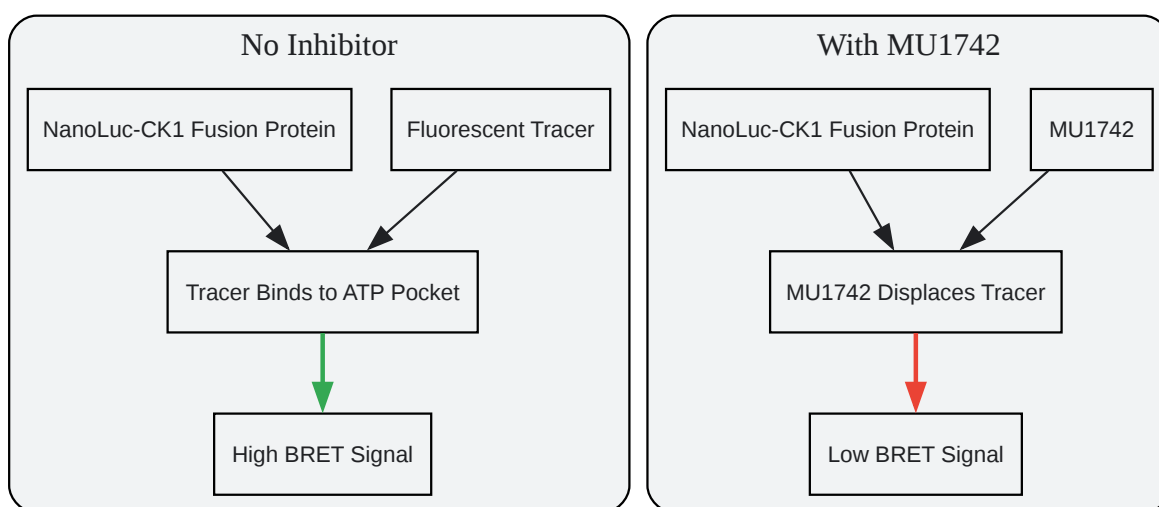 No Inhibitor
NanoLuc-CK1 Fusion Protein
Fluorescent Tracer
Tracer Binds to ATP Pocket
High BRET Signal
With MU1742
NanoLuc-CK1 Fusion Protein
MU1742
MU1742 Displaces Tracer
Low BRET Signal